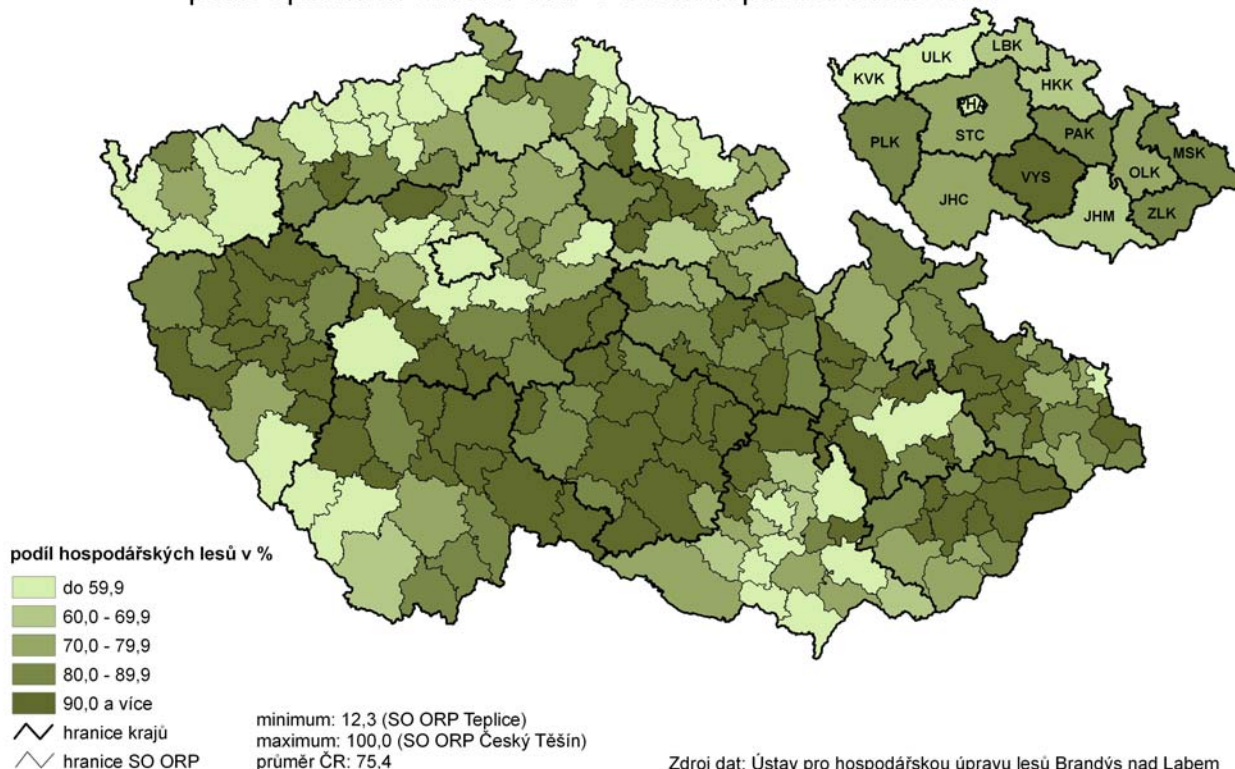 LBK
ULK
KVK
HKK
PHA
STC
PAK
PLK
MSK
OLK
VYS
JHC
ZLK
JHM
podíl hospodářských lesů v %
do 59,9
60,0 - 69,9
70,0 - 79,9
80,0 - 89,9
90,0 a více
hranice krajů
hranice SO ORP
minimum: 12,3 (SO ORP Teplice)
maximum: 100,0 (SO ORP Český Těšín)
průměr ČR: 75,4
Zdroj dat: Ústav pro hospodářskou úpravu lesů Brandýs nad Labem